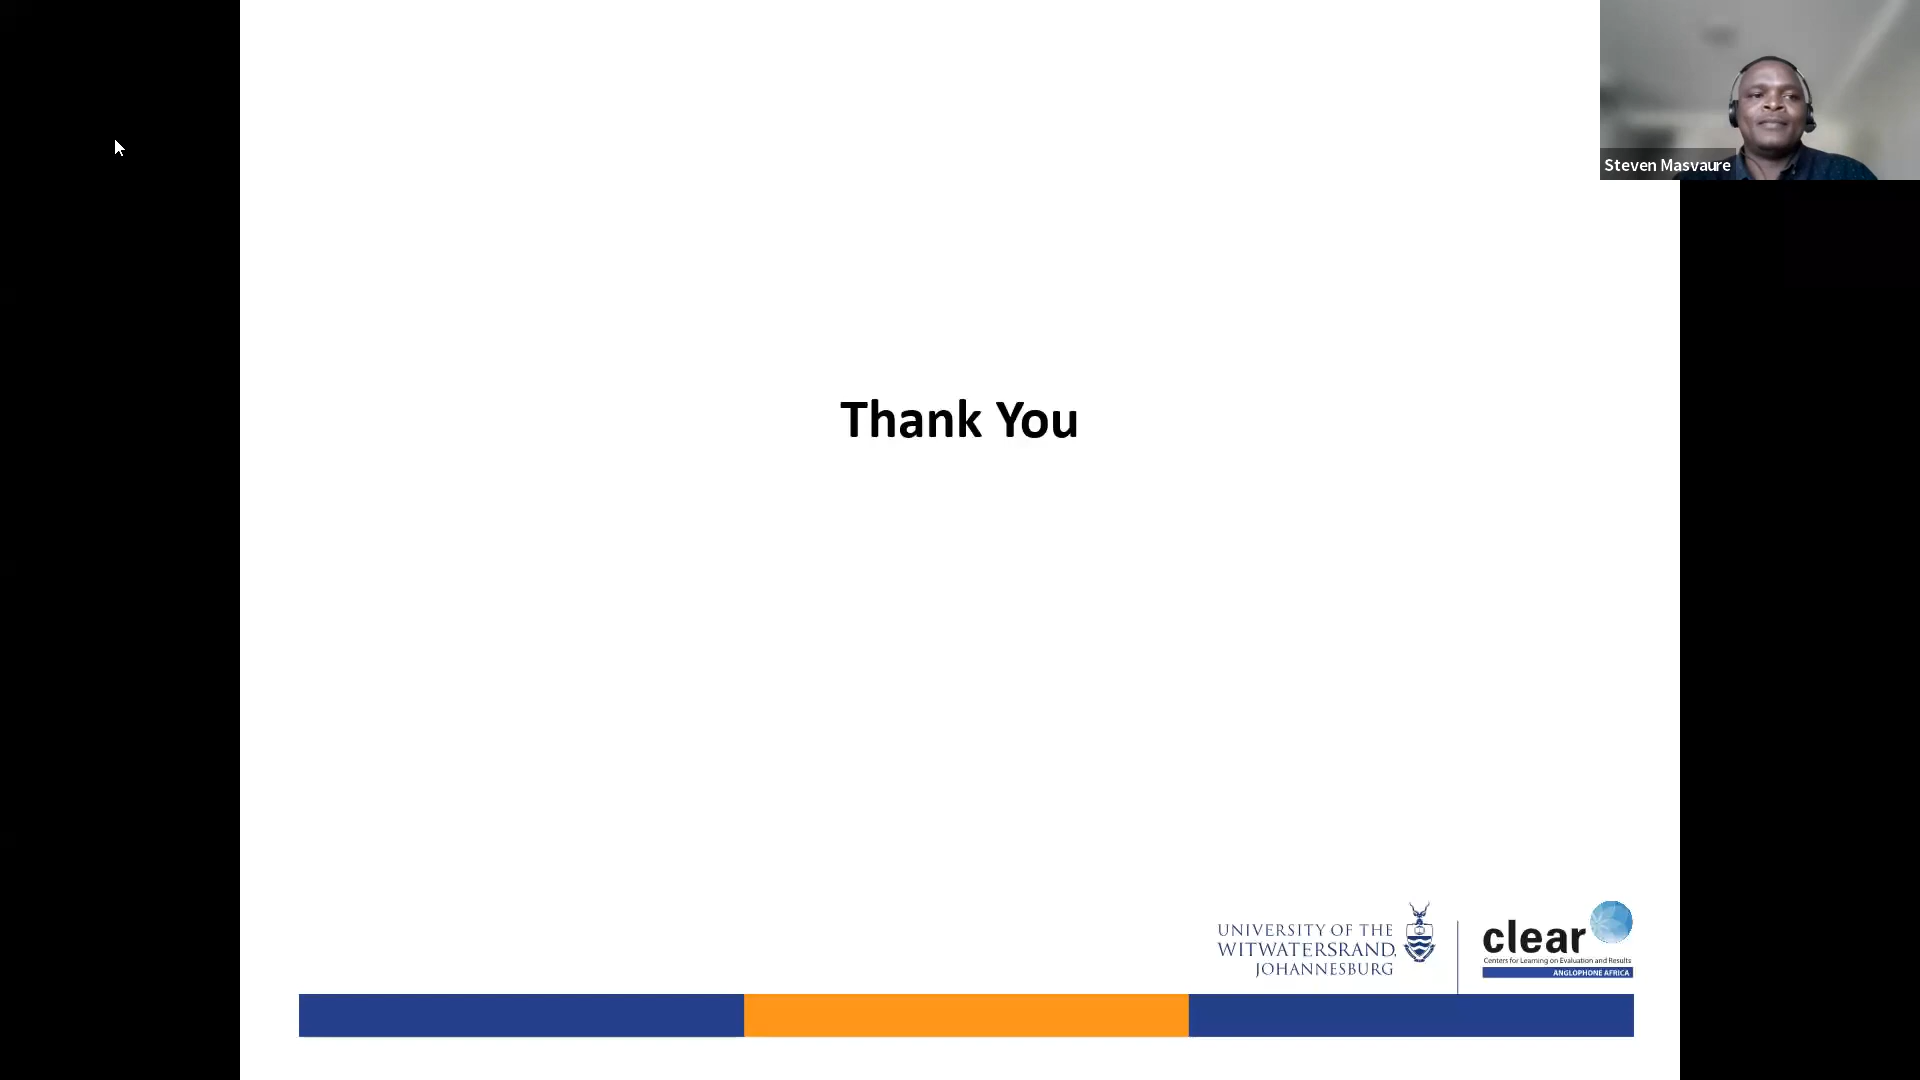 Steven Masvaure
Thank You
UNIVERSITY OF THE
WITWATERSRAND,
JOHANNESBURG
clear
Centers for Learning on Evaluation and Results
ANGLOPHONE AFRICA